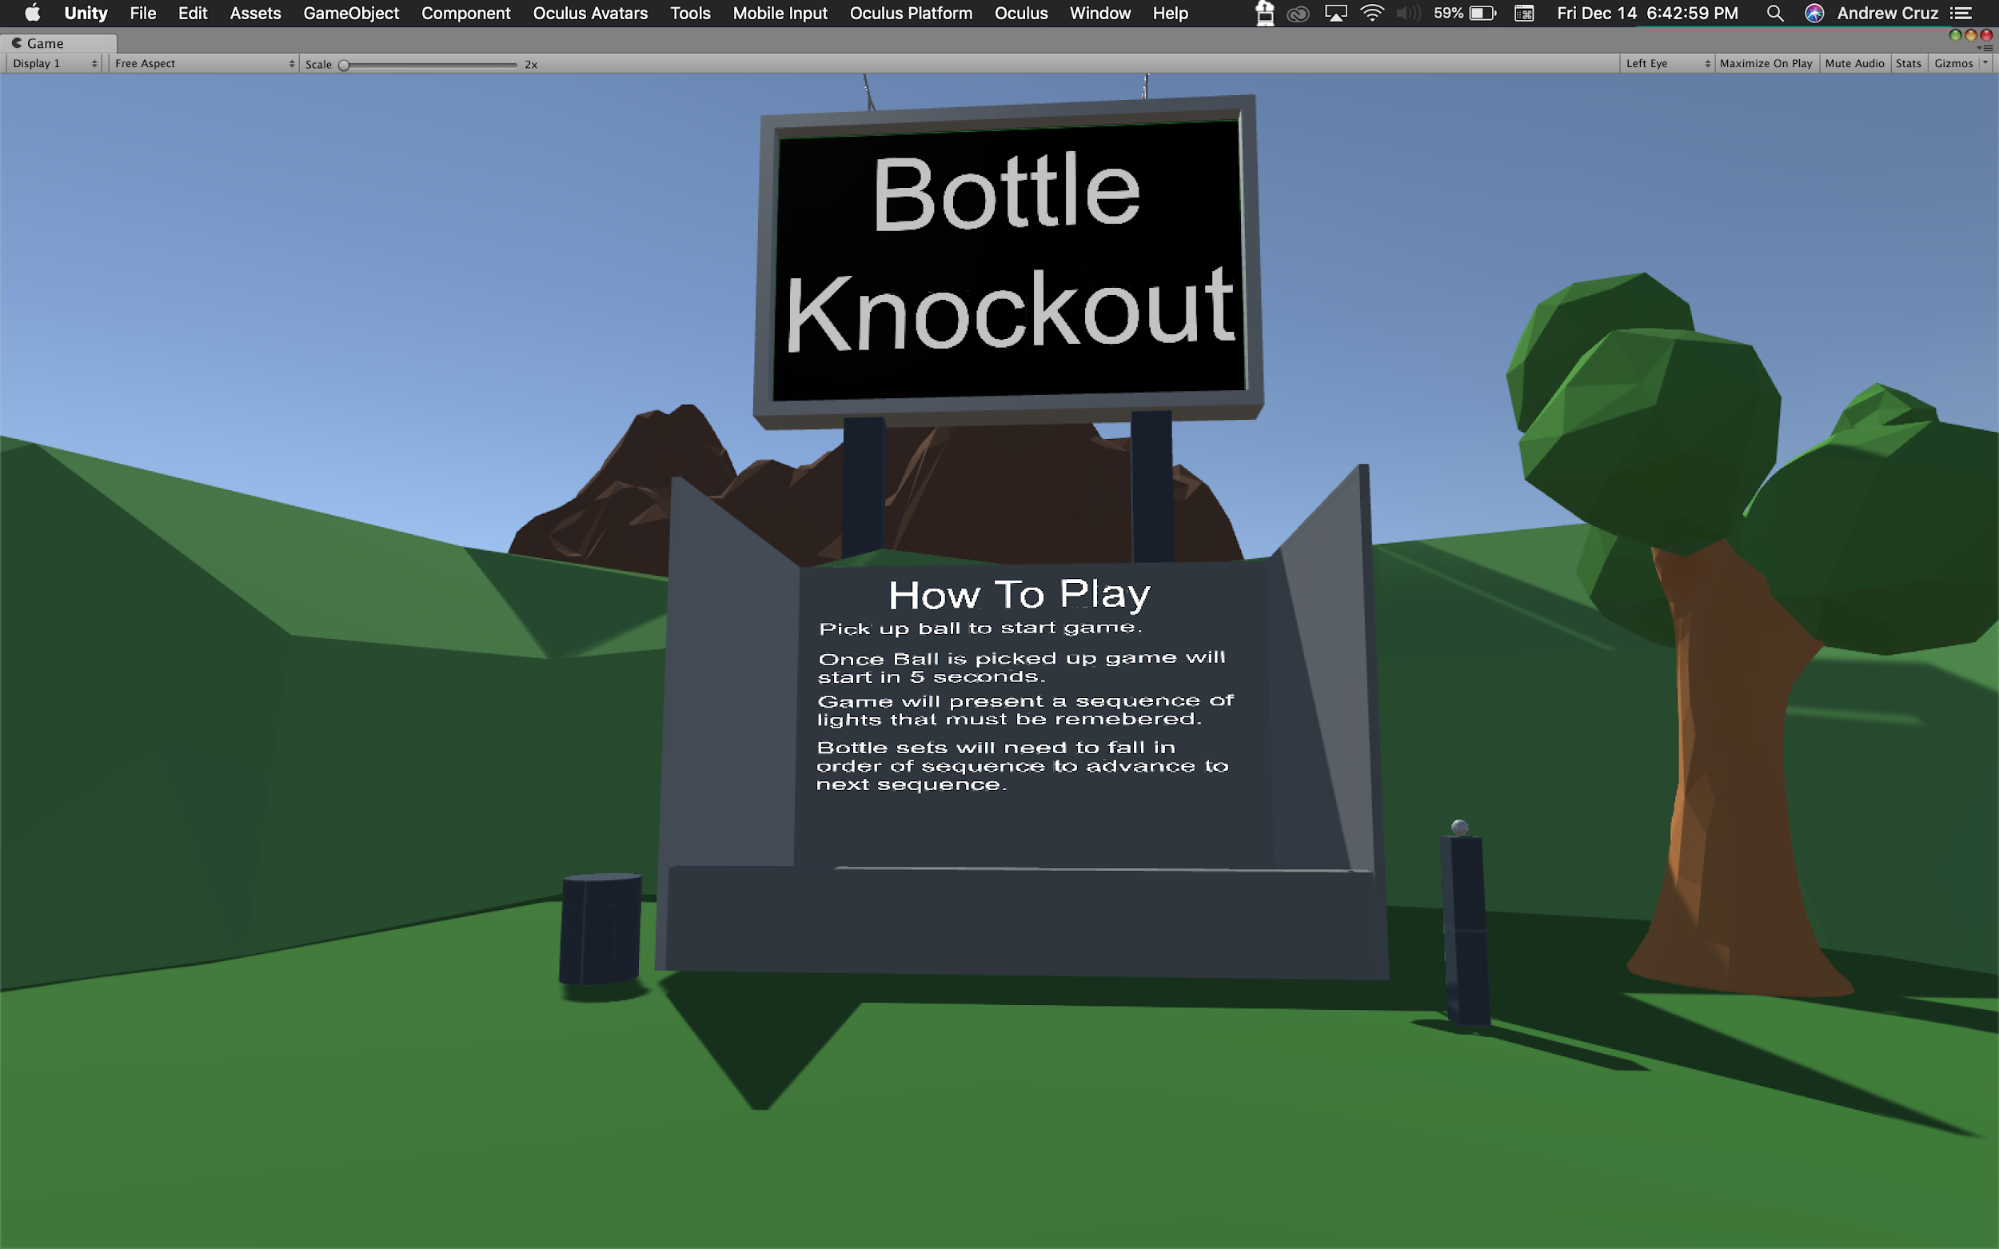 Unity File Edit Assets GameObject Component Oculus Avatars Tools Mobile Input Oculus Platform Oculus Window Help 59% Fri Dec 14 6:42:59 PM Andrew Cruz
Game
Display 1 Free Aspect Scale 2x Left Eye Maximize On Play Mute Audio Stats Gizmos
Bottle
Knockout
How To Play
Pick up ball to start game.
Once Ball is picked up game will
start in 5 seconds.
Game will present a sequence of
lights that must be remebered.
Bottle sets will need to fall in
order of sequence to advance to
next sequence.